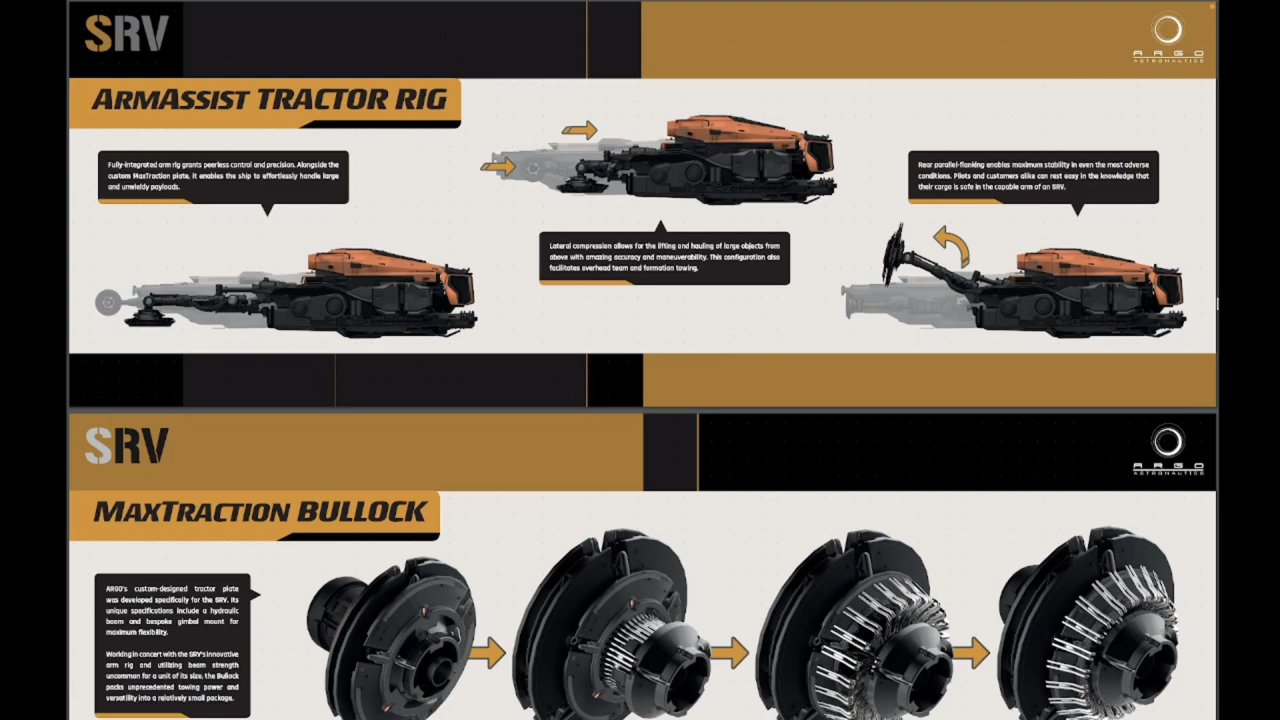 SRV
ARGO
ASTRONAUTICS
ARMASSIST TRACTOR RIG
Fully-integrated arm rig grants peerless control and precision. Alongside the
custom MaxTraction plate, it enables the ship to effortlessly handle large
and unwieldy payloads.
Lateral compression allows for the lifting and hauling of large objects from
above with amazing accuracy and maneuverability. This configuration also
facilitates overhead team and formation towing.
Rear parallel-flanking enables maximum stability in even the most adverse
conditions. Pilots and customers alike can rest easy in the knowledge that
their cargo is safe in the capable arm of an SRV.
SRV
ARGO
ASTRONAUTICS
MAXTRACTION BULLOCK
ARGO's custom-designed tractor plate
was developed specifically for the SRV. Its
unique specifications include a hydraulic
beam and bespoke gimbal mount for
maximum flexibility.
Working in concert with the SRV's innovative
arm rig and utilizing beam strength
uncommon for a unit of its size, the Bullock
packs unprecedented towing power and
versatility into a relatively small package.